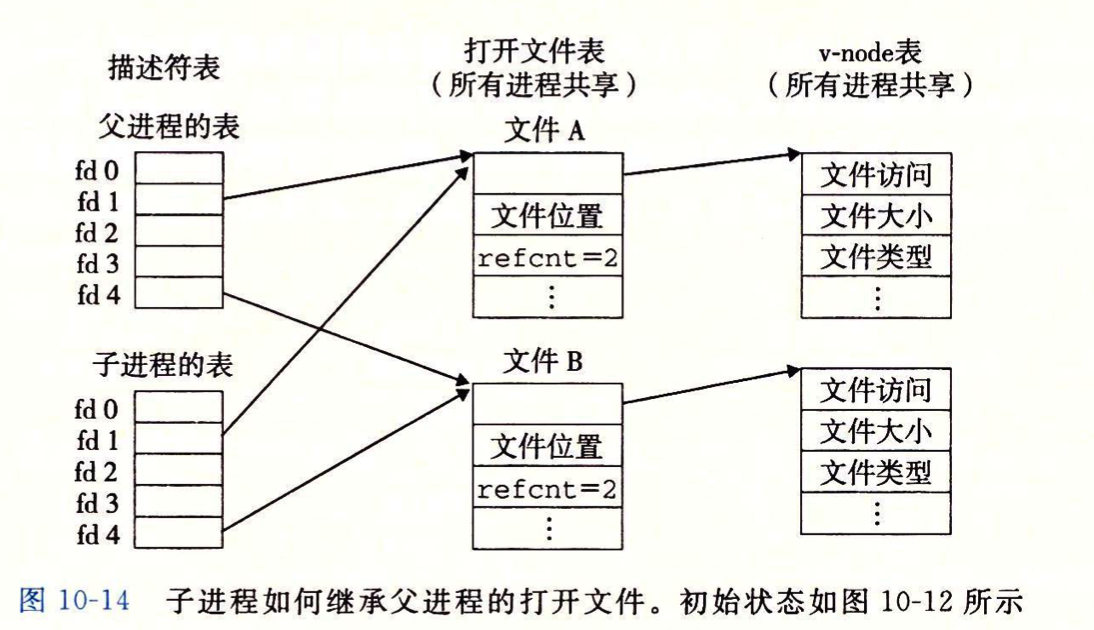 描述符表
打开文件表
(所有进程共享)
v-node表
(所有进程共享)
父进程的表
fd 0
fd 1
fd 2
fd 3
fd 4
文件 A
文件位置
refcnt=2
⋮
文件访问
文件大小
文件类型
⋮
子进程的表
fd 0
fd 1
fd 2
fd 3
fd 4
文件 B
文件位置
refcnt=2
⋮
文件访问
文件大小
文件类型
⋮
图 10-14 子进程如何继承父进程的打开文件。初始状态如图 10-12 所示